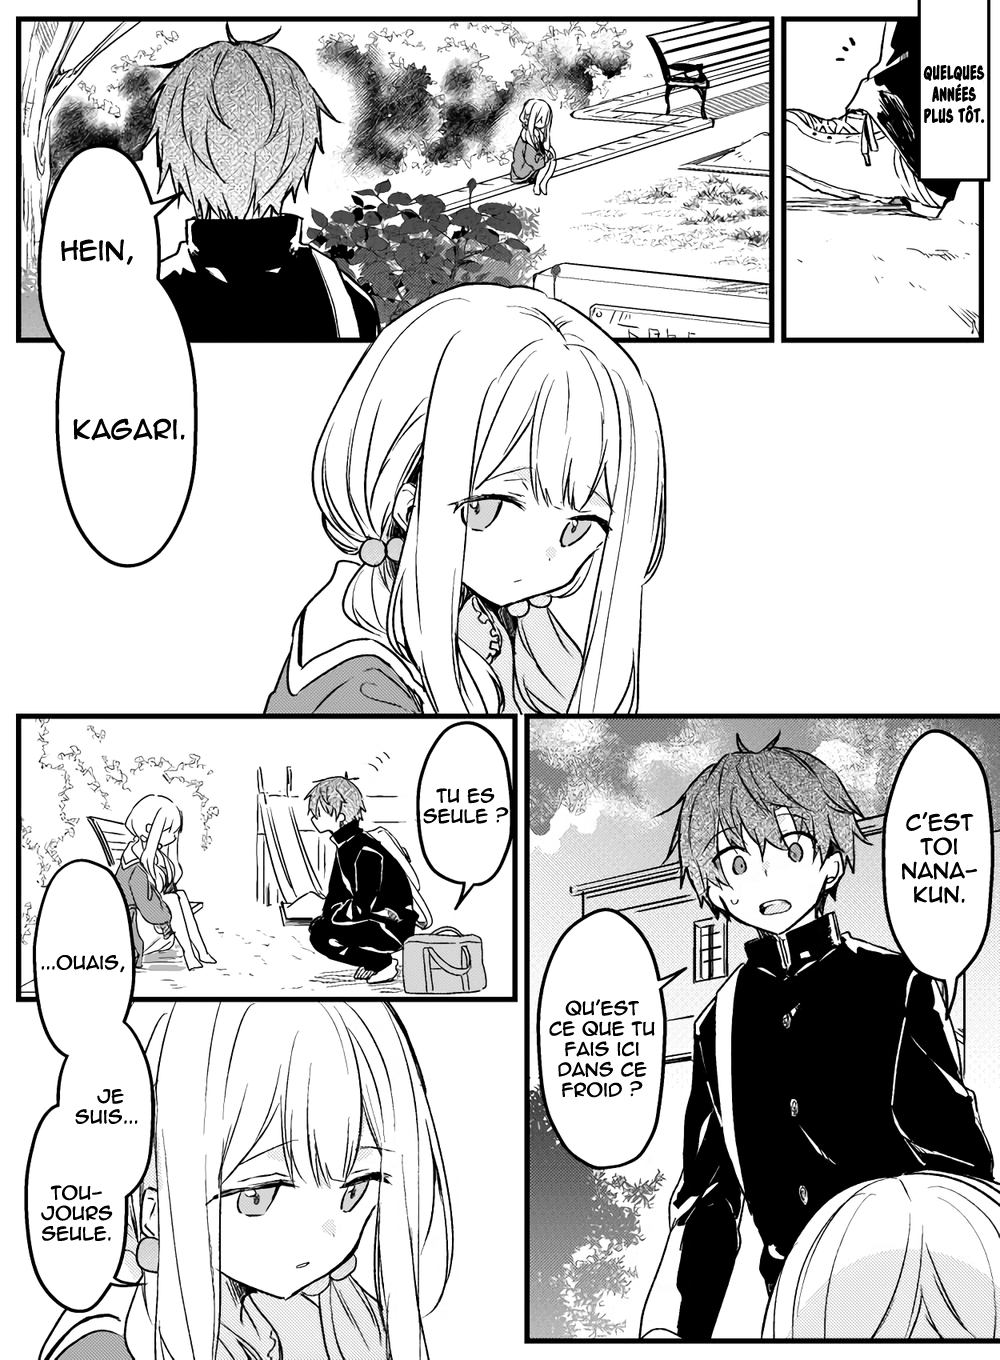 QUELQUES
ANNÉES
PLUS TÔT.
HEIN,
KAGARI.
C'EST
TOI
NANA-
KUN.
QU'EST
CE QUE TU
FAIS ICI
DANS CE
FROID ?
TU ES
SEULE ?
...OUAIS,
JE
SUIS...
TOU-
JOURS
SEULE.